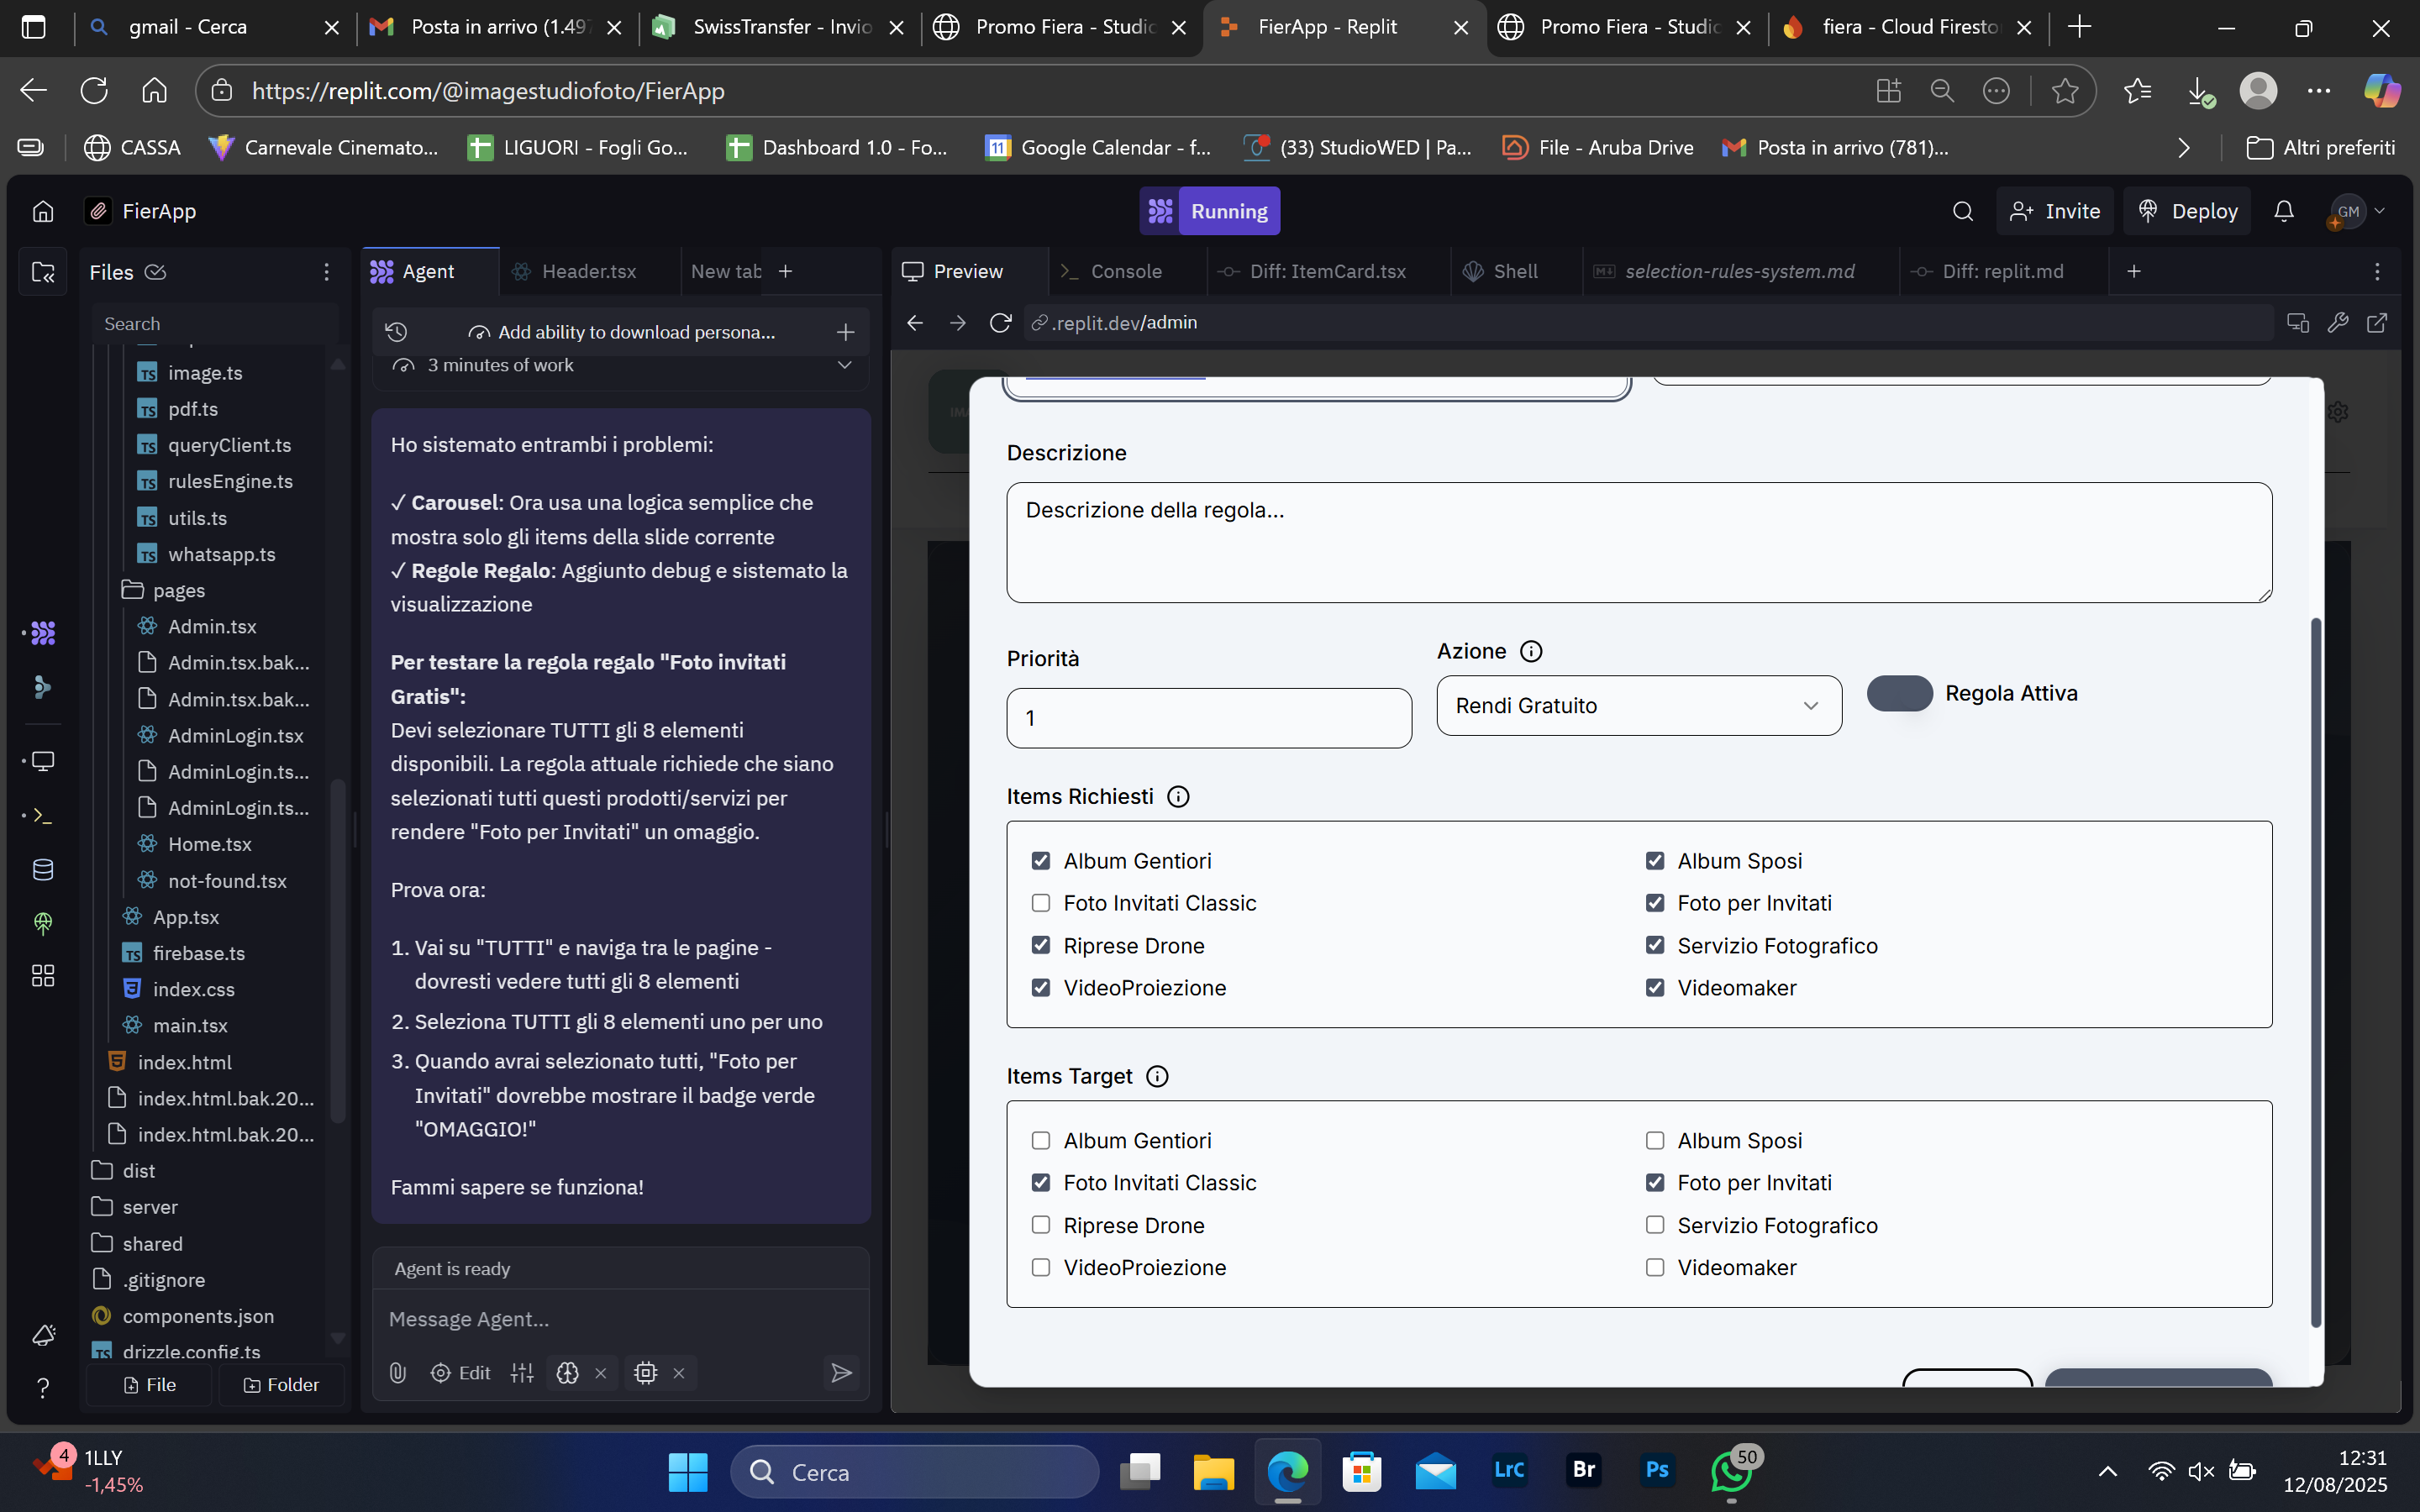 gmail - Cerca
Posta in arrivo (1.497
SwissTransfer - Invio
Promo Fiera - Studio
FierApp - Replit
Promo Fiera - Studio
fiera - Cloud Firesto
https://replit.com/@imagestudiofoto/FierApp
CASSA
Carnevale Cinemato...
LIGUORI - Fogli Go...
Dashboard 1.0 - Fo...
11
Google Calendar - f...
(33) StudioWED | Pa...
File - Aruba Drive
Posta in arrivo (781)...
Altri preferiti
FierApp
Running
Invite
Deploy
GM
Files
Search
image.ts
pdf.ts
queryClient.ts
rulesEngine.ts
utils.ts
whatsapp.ts
pages
Admin.tsx
Admin.tsx.bak...
Admin.tsx.bak...
AdminLogin.tsx
AdminLogin.ts...
AdminLogin.ts...
Home.tsx
not-found.tsx
App.tsx
firebase.ts
index.css
main.tsx
index.html
index.html.bak.20...
index.html.bak.20...
dist
server
shared
.gitignore
components.json
drizzle.config.ts
File
Folder
Agent
Header.tsx
New tab
Add ability to download persona...
3 minutes of work
Ho sistemato entrambi i problemi:
✓ Carousel: Ora usa una logica semplice che
mostra solo gli items della slide corrente
✓ Regole Regalo: Aggiunto debug e sistemato la
visualizzazione
Per testare la regola regalo "Foto invitati
Gratis":
Devi selezionare TUTTI gli 8 elementi
disponibili. La regola attuale richiede che siano
selezionati tutti questi prodotti/servizi per
rendere "Foto per Invitati" un omaggio.
Prova ora:
1. Vai su "TUTTI" e naviga tra le pagine -
dovresti vedere tutti gli 8 elementi
2. Seleziona TUTTI gli 8 elementi uno per uno
3. Quando avrai selezionato tutti, "Foto per
Invitati" dovrebbe mostrare il badge verde
"OMAGGIO!"
Fammi sapere se funziona!
Agent is ready
Message Agent...
Edit
Preview
Console
Diff: ItemCard.tsx
Shell
selection-rules-system.md
Diff: replit.md
.replit.dev/admin
IM
Descrizione
Descrizione della regola...
Priorità
1
Azione
Rendi Gratuito
Regola Attiva
Items Richiesti
Album Gentiori
Album Sposi
Foto Invitati Classic
Foto per Invitati
Riprese Drone
Servizio Fotografico
VideoProiezione
Videomaker
Items Target
Album Gentiori
Album Sposi
Foto Invitati Classic
Foto per Invitati
Riprese Drone
Servizio Fotografico
VideoProiezione
Videomaker
4
1LLY
-1,45%
Cerca
LrC
Br
Ps
50
12:31
12/08/2025